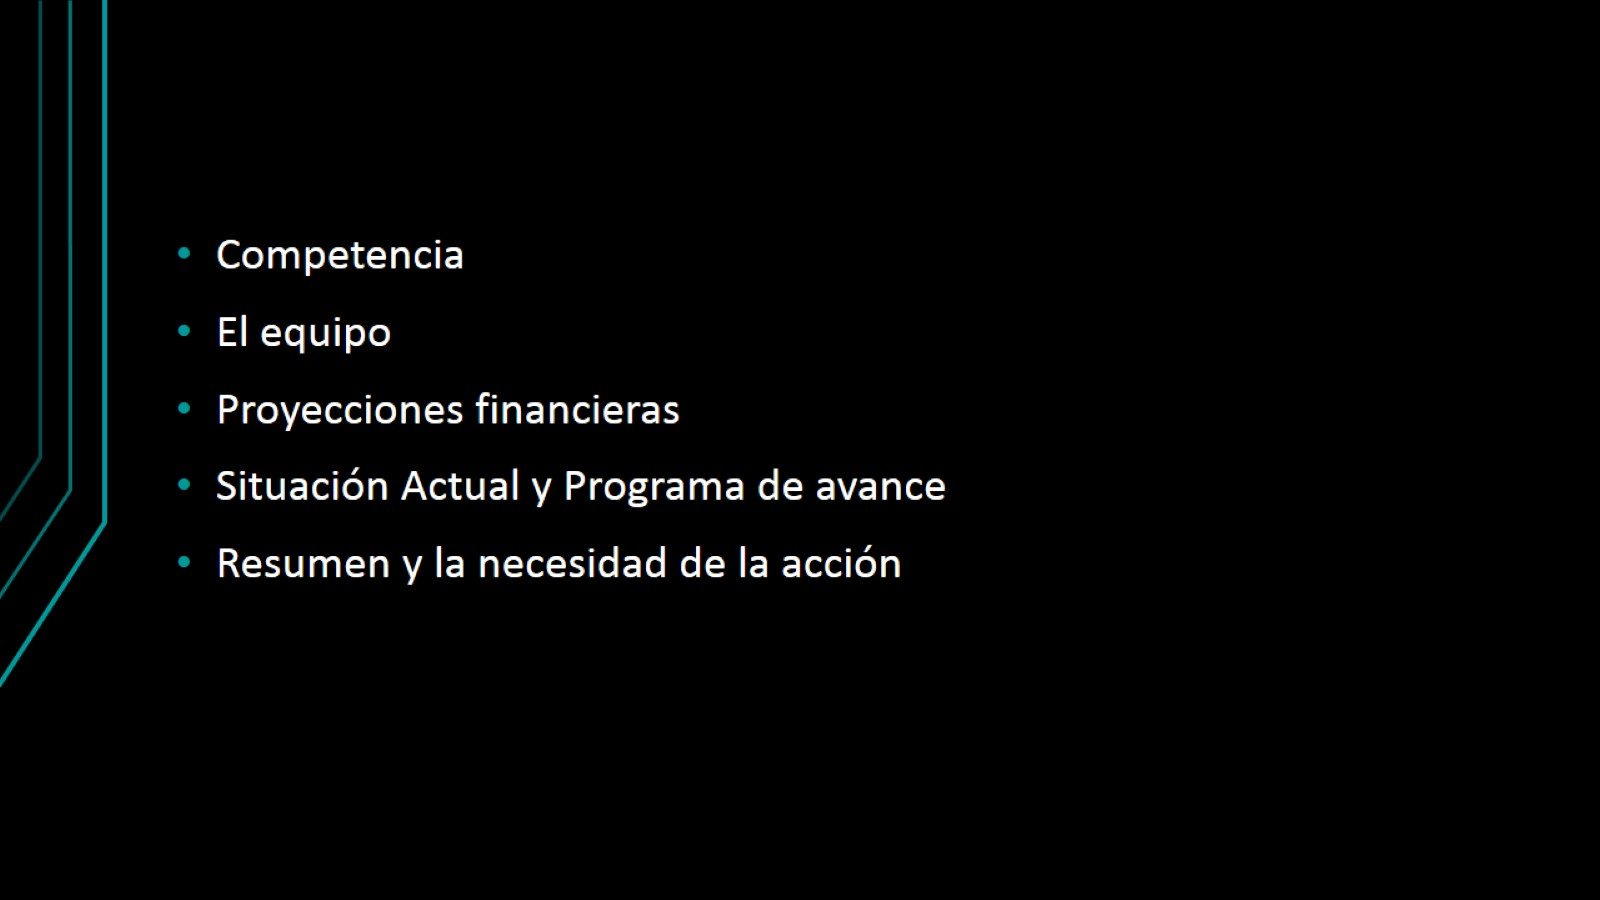 • Competencia
• El equipo
• Proyecciones financieras
• Situación Actual y Programa de avance
• Resumen y la necesidad de la acción